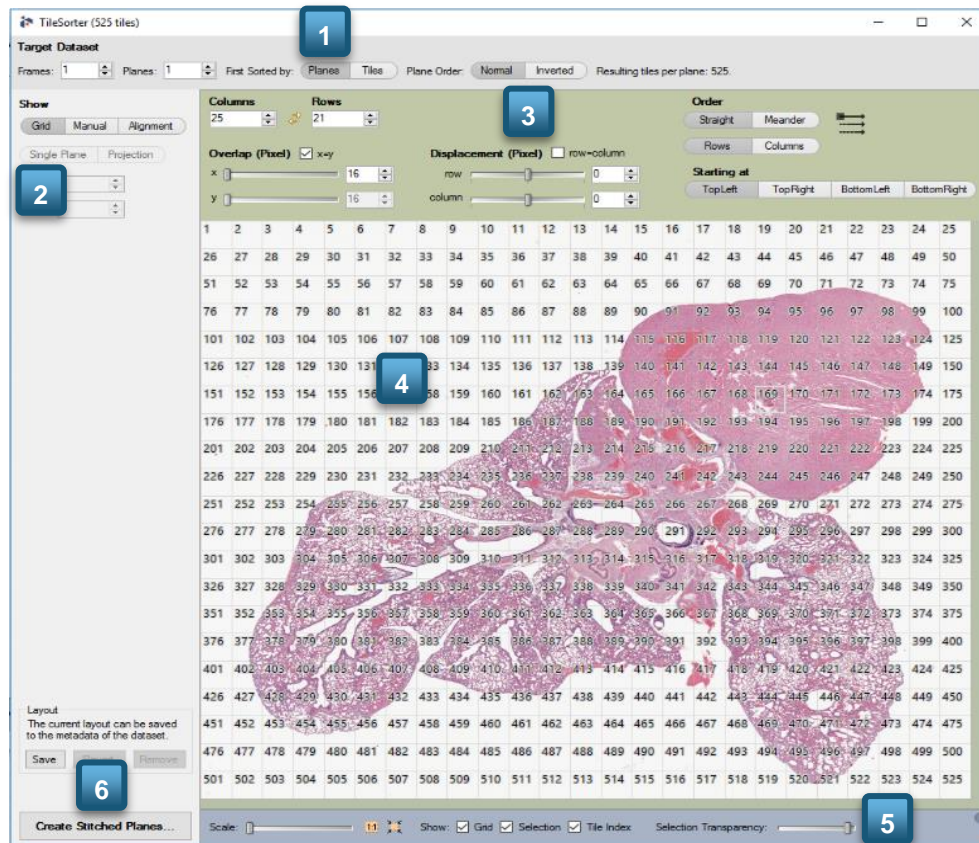 TileSorter (525 tiles)
1
Target Dataset
Frames: 1 Planes: 1 First Sorted by: Planes Tiles Plane Order: Normal Inverted Resulting tiles per plane: 525.
Show
Grid Manual Alignment
Single Plane Projection
2
Columns Rows
25 21
3
Overlap (Pixel) x=y Displacement (Pixel) row=column
x 16 row 0
y 16 column 0
Order
Straight Meander
Rows Columns
Starting at
TopLeft TopRight BottomLeft BottomRight
1 2 3 4 5 6 7 8 9 10 11 12 13 14 15 16 17 18 19 20 21 22 23 24 25
26 27 28 29 30 31 32 33 34 35 36 37 38 39 40 41 42 43 44 45 46 47 48 49 50
51 52 53 54 55 56 57 58 59 60 61 62 63 64 65 66 67 68 69 70 71 72 73 74 75
76 77 78 79 80 81 82 83 84 85 86 87 88 89 90 91 92 93 94 95 96 97 98 99 100
101 102 103 104 105 106 107 108 109 110 111 112 113 114 115 116 117 118 119 120 121 122 123 124 125
126 127 128 129 130 131 33 134 135 136 137 138 139 140 141 142 143 144 145 146 147 148 149 150
4
151 152 153 154 155 156 58 159 160 161 162 163 164 165 166 167 168 169 170 171 172 173 174 175
176 177 178 179 180 181 182 183 184 185 186 187 188 189 190 191 192 193 194 195 196 197 198 199 200
201 202 203 204 205 206 207 208 209 210 211 212 213 214 215 216 217 218 219 220 221 222 223 224 225
226 227 228 229 230 231 232 233 234 235 236 237 238 239 240 241 242 243 244 245 246 247 248 249 250
251 252 253 254 255 256 257 258 259 260 261 262 263 264 265 266 267 268 269 270 271 272 273 274 275
276 277 278 279 280 281 282 283 284 285 286 287 288 289 290 291 292 293 294 295 296 297 298 299 300
301 302 303 304 305 306 307 308 309 310 311 312 313 314 315 316 317 318 319 320 321 322 323 324 325
326 327 328 329 330 331 332 333 334 335 336 337 338 339 340 341 342 343 344 345 346 347 348 349 350
351 352 353 354 355 356 357 358 359 360 361 362 363 364 365 366 367 368 369 370 371 372 373 374 375
376 377 378 379 380 381 382 383 384 385 386 387 388 389 390 391 392 393 394 395 396 397 398 399 400
401 402 403 404 405 406 407 408 409 410 411 412 413 414 415 416 417 418 419 420 421 422 423 424 425
426 427 428 429 430 431 432 433 434 435 436 437 438 439 440 441 442 443 444 445 446 447 448 449 450
451 452 453 454 455 456 457 458 459 460 461 462 463 464 465 466 467 468 469 470 471 472 473 474 475
476 477 478 479 480 481 482 483 484 485 486 487 488 489 490 491 492 493 494 495 496 497 498 499 500
501 502 503 504 505 506 507 508 509 510 511 512 513 514 515 516 517 518 519 520 521 522 523 524 525
Layout
The current layout can be saved
to the metadata of the dataset.
Save Remove
6
Create Stitched Planes...
Scale: 1:1 Show: Grid Selection Tile Index Selection Transparency:
5